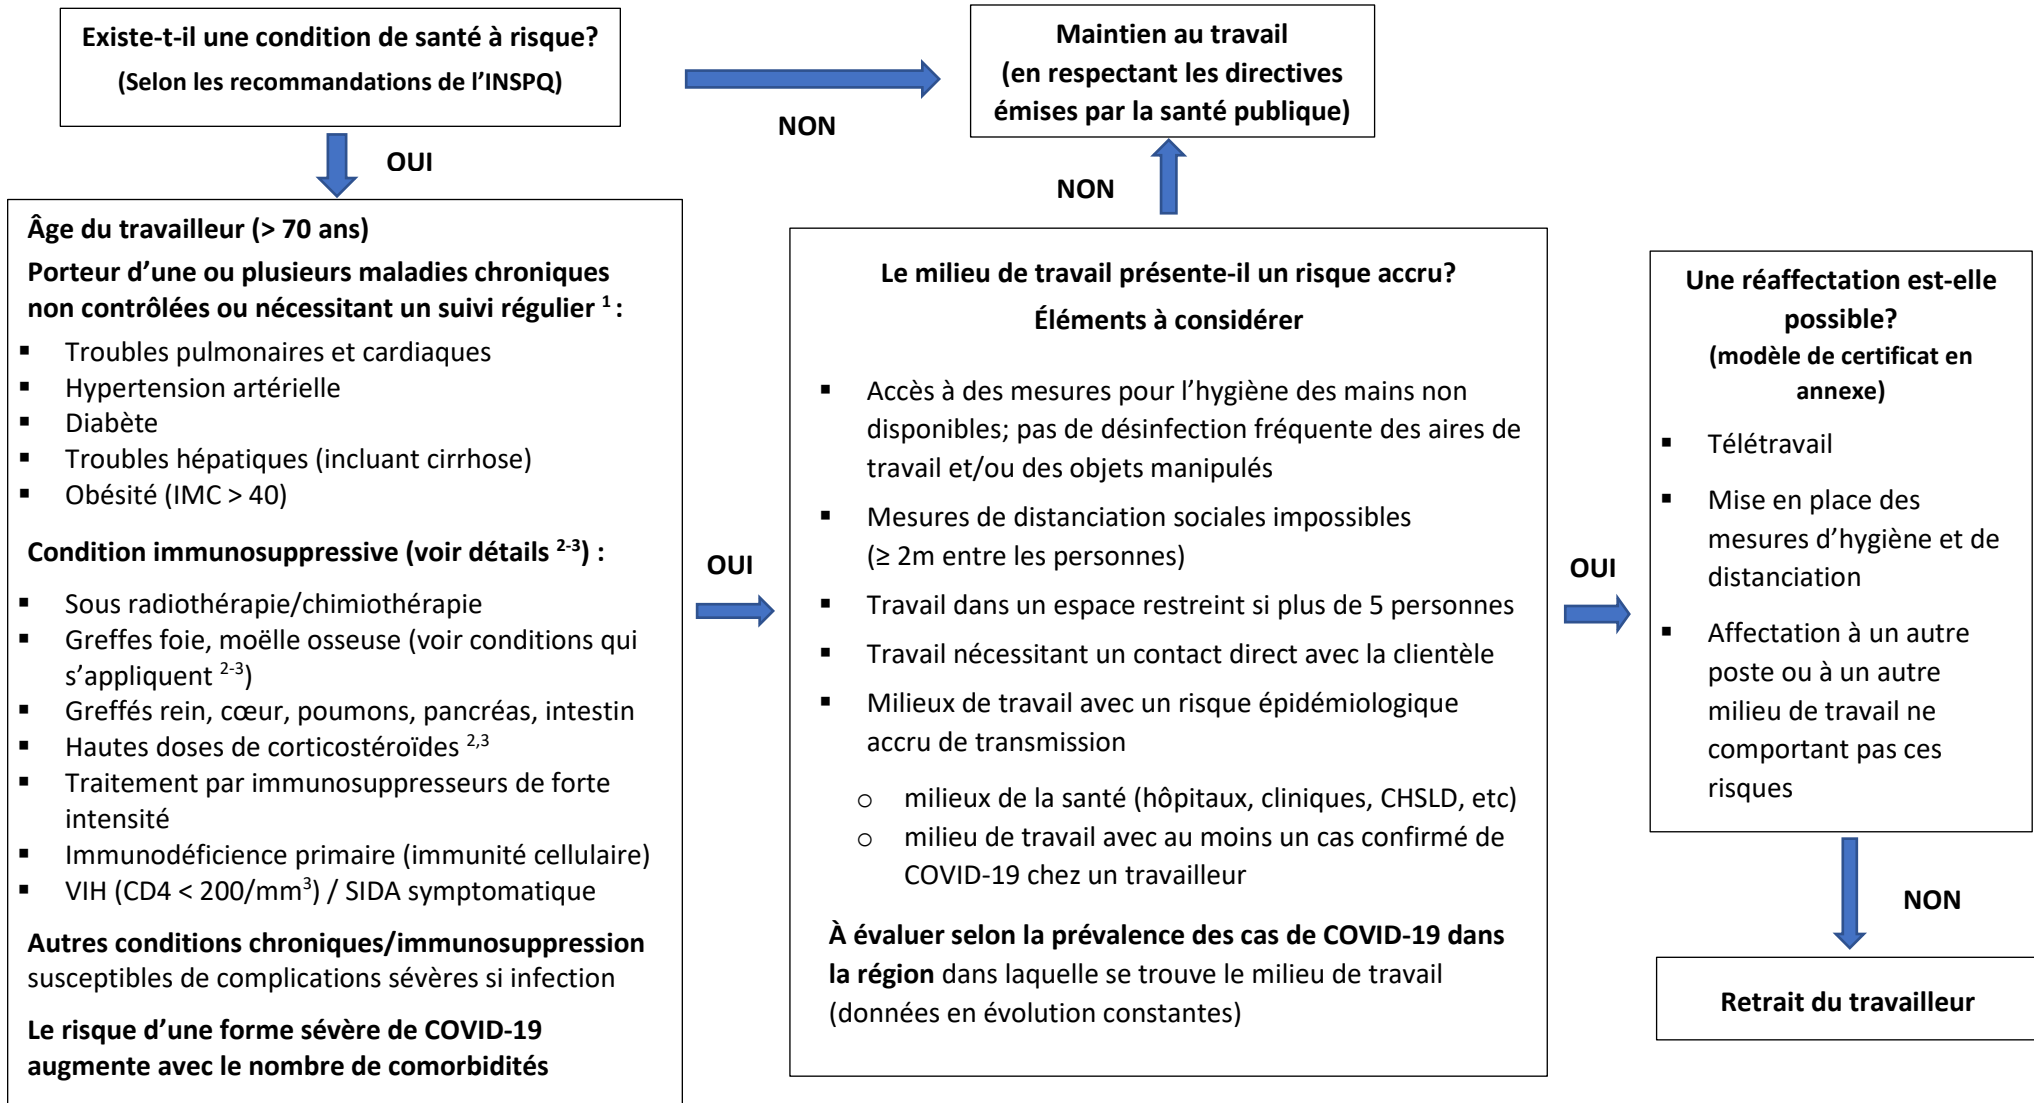 Existe-t-il une condition de santé à risque?
(Selon les recommandations de l’INSPQ)
NON
Maintien au travail
(en respectant les directives
émises par la santé publique)
OUI
NON
Âge du travailleur (> 70 ans)
Porteur d’une ou plusieurs maladies chroniques
non contrôlées ou nécessitant un suivi régulier ¹ :
▪ Troubles pulmonaires et cardiaques
▪ Hypertension artérielle
▪ Diabète
▪ Troubles hépatiques (incluant cirrhose)
▪ Obésité (IMC > 40)
Condition immunosuppressive (voir détails ²⁻³) :
▪ Sous radiothérapie/chimiothérapie
▪ Greffes foie, moëlle osseuse (voir conditions qui
s’appliquent ²⁻³)
▪ Greffés rein, cœur, poumons, pancréas, intestin
▪ Hautes doses de corticostéroïdes ²,³
▪ Traitement par immunosuppresseurs de forte
intensité
▪ Immunodéficience primaire (immunité cellulaire)
▪ VIH (CD4 < 200/mm³) / SIDA symptomatique
Autres conditions chroniques/immunosuppression
susceptibles de complications sévères si infection
Le risque d’une forme sévère de COVID-19
augmente avec le nombre de comorbidités
OUI
Le milieu de travail présente-il un risque accru?
Éléments à considérer
▪ Accès à des mesures pour l’hygiène des mains non
disponibles; pas de désinfection fréquente des aires de
travail et/ou des objets manipulés
▪ Mesures de distanciation sociales impossibles
(≥ 2m entre les personnes)
▪ Travail dans un espace restreint si plus de 5 personnes
▪ Travail nécessitant un contact direct avec la clientèle
▪ Milieux de travail avec un risque épidémiologique
accru de transmission
o milieux de la santé (hôpitaux, cliniques, CHSLD, etc)
o milieu de travail avec au moins un cas confirmé de
COVID-19 chez un travailleur
À évaluer selon la prévalence des cas de COVID-19 dans
la région dans laquelle se trouve le milieu de travail
(données en évolution constantes)
OUI
Une réaffectation est-elle
possible?
(modèle de certificat en
annexe)
▪ Télétravail
▪ Mise en place des
mesures d’hygiène et de
distanciation
▪ Affectation à un autre
poste ou à un autre
milieu de travail ne
comportant pas ces
risques
NON
Retrait du travailleur